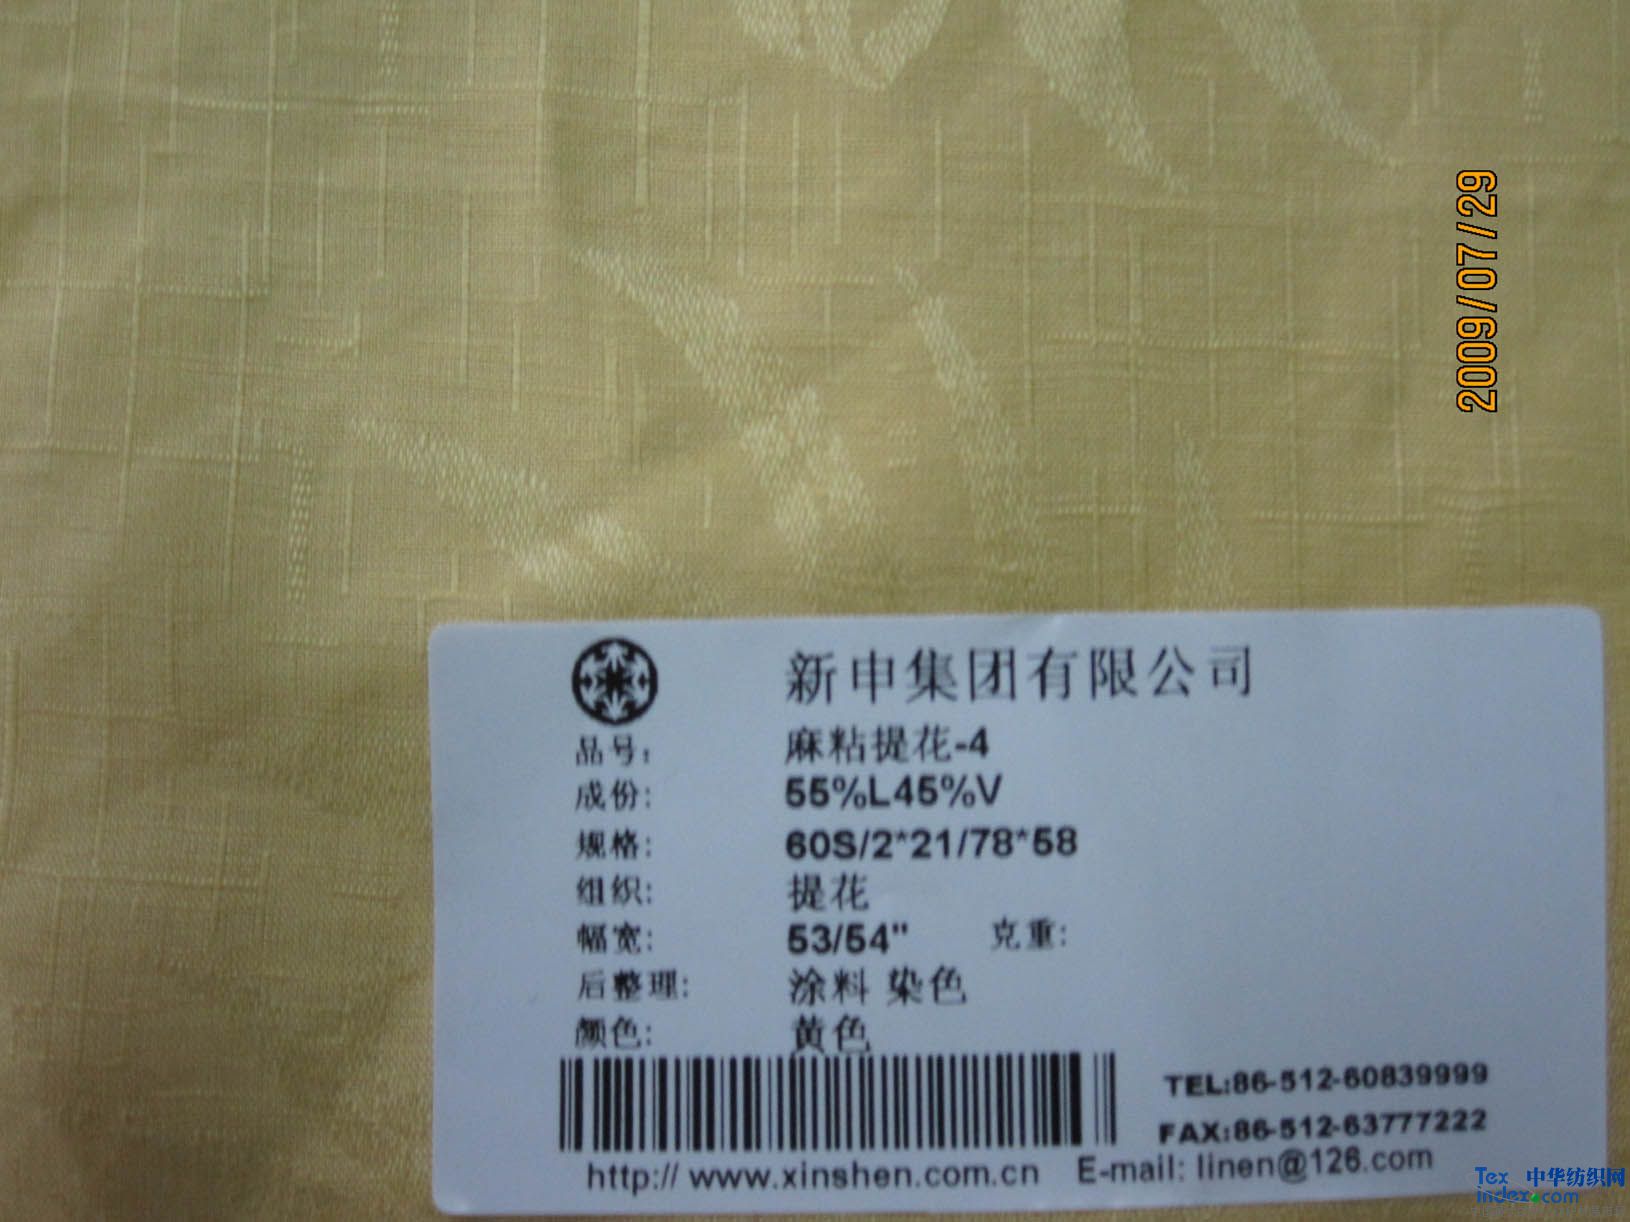 2009/07/29
新申集团有限公司
品号: 麻粘提花-4
成份: 55%L45%V
规格: 60S/2*21/78*58
组织: 提花
幅宽: 53/54" 克重:
后整理: 涂料 染色
颜色: 黄色
TEL:86-512-60839999
FAX:86-512-63777222
http:// www.xinshen.com.cn E-mail: linen@126.com
Tex 中华纺织网
index.com